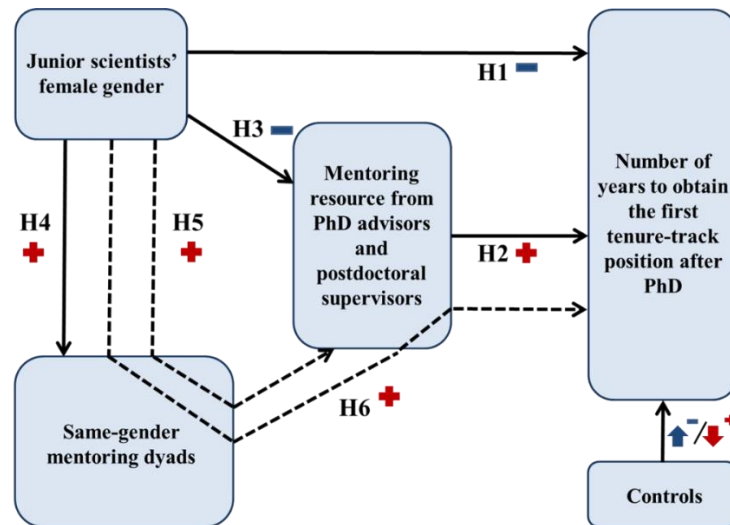 Junior scientists'
female gender
H1 -
H3 -
Mentoring
resource from
PhD advisors
and
postdoctoral
supervisors
Number of
years to obtain
the first
tenure-track
position after
PhD
H4
+
H5
+
H2 +
H6 +
Same-gender
mentoring dyads
-/+
Controls